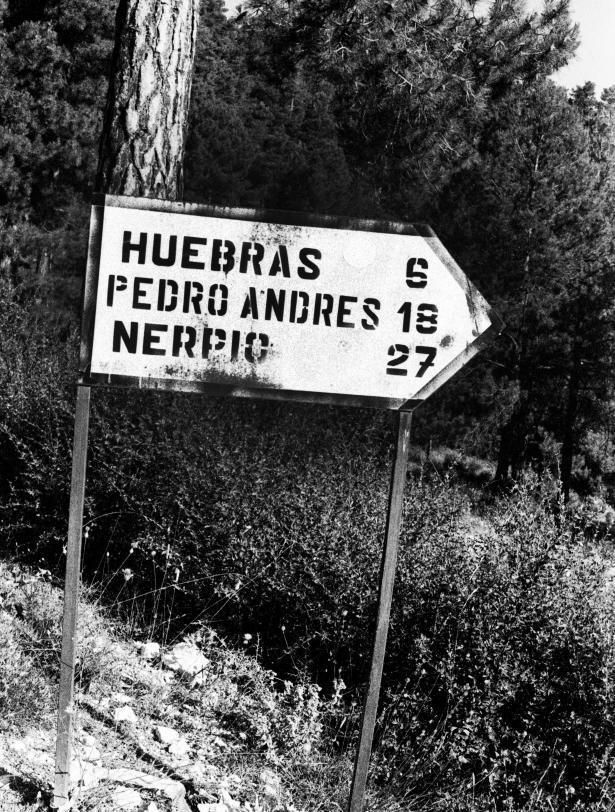 HUEBRAS 6
PEDRO ANDRES 18
NERPIO 27